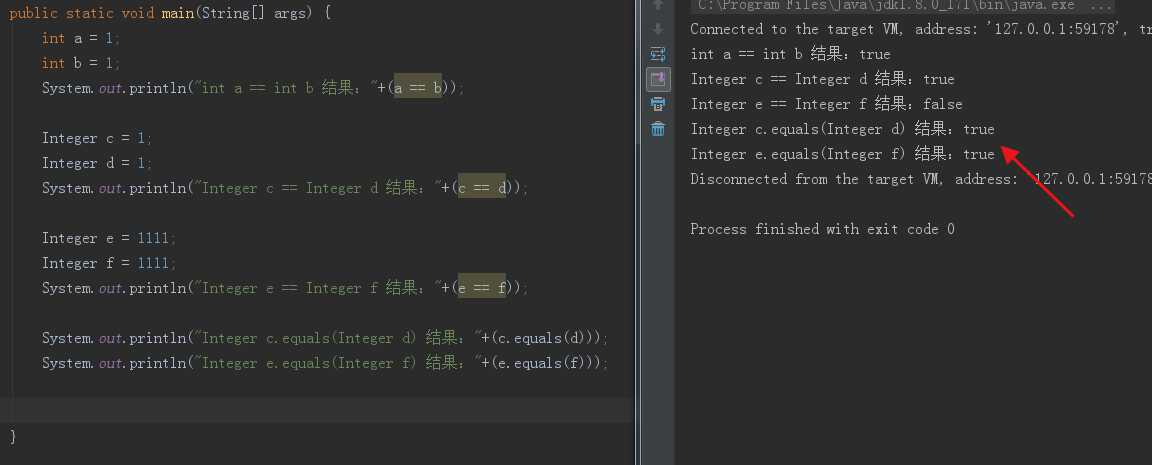 public static void main(String[] args) {
int a = 1;
int b = 1;
System.out.println("int a == int b 结果："+(a == b));
Integer c = 1;
Integer d = 1;
System.out.println("Integer c == Integer d 结果："+(c == d));
Integer e = 1111;
Integer f = 1111;
System.out.println("Integer e == Integer f 结果："+(e == f));
System.out.println("Integer c.equals(Integer d) 结果："+(c.equals(d)));
System.out.println("Integer e.equals(Integer f) 结果："+(e.equals(f)));
}
C:\Program Files\Java\jdk1.8.0_171\bin\java.exe ...
Connected to the target VM, address: '127.0.0.1:59178', tr
int a == int b 结果：true
Integer c == Integer d 结果：true
Integer e == Integer f 结果：false
Integer c.equals(Integer d) 结果：true
Integer e.equals(Integer f) 结果：true
Disconnected from the target VM, address: '127.0.0.1:59178
Process finished with exit code 0